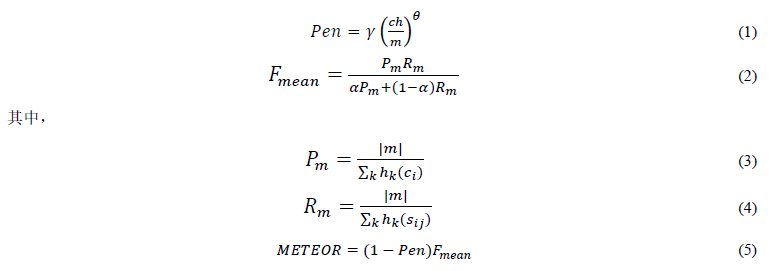 Pen = γ(ch/m)^θ (1)
F_mean = P_m R_m / (αP_m+(1−α)R_m) (2)
其中，
P_m = |m| / ∑_k h_k(c_i) (3)
R_m = |m| / ∑_k h_k(s_ij) (4)
METEOR = (1 − Pen)F_mean (5)